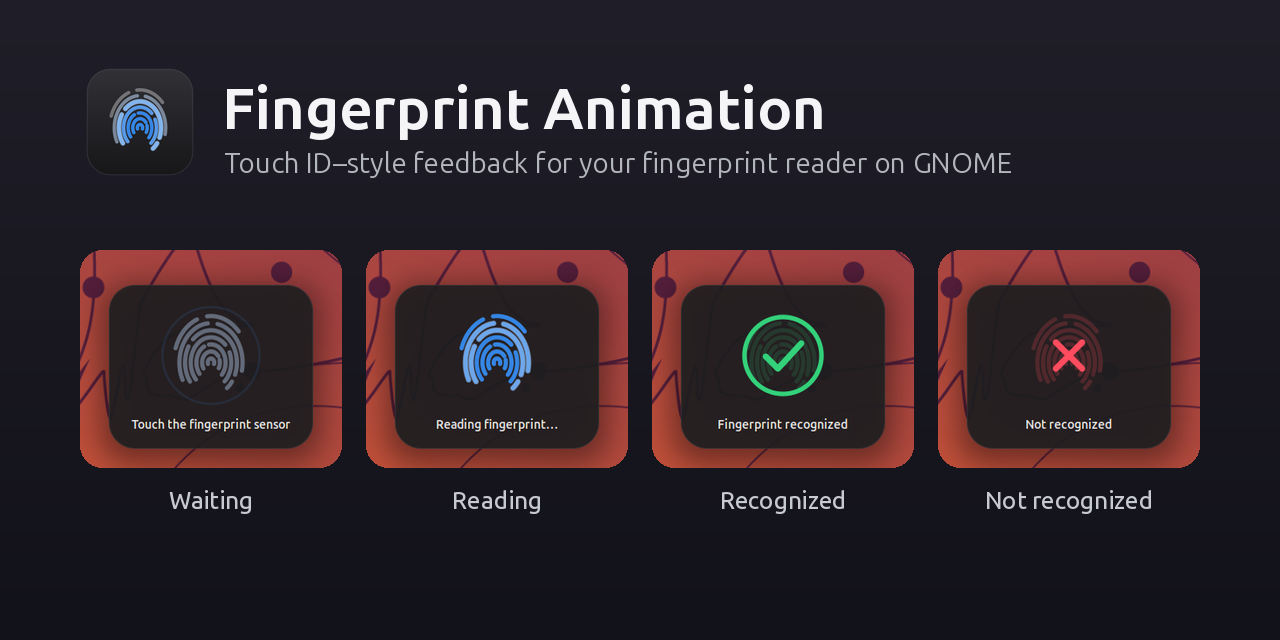 Fingerprint Animation
Touch ID–style feedback for your fingerprint reader on GNOME
Touch the fingerprint sensor
Reading fingerprint…
Fingerprint recognized
Not recognized
Waiting
Reading
Recognized
Not recognized